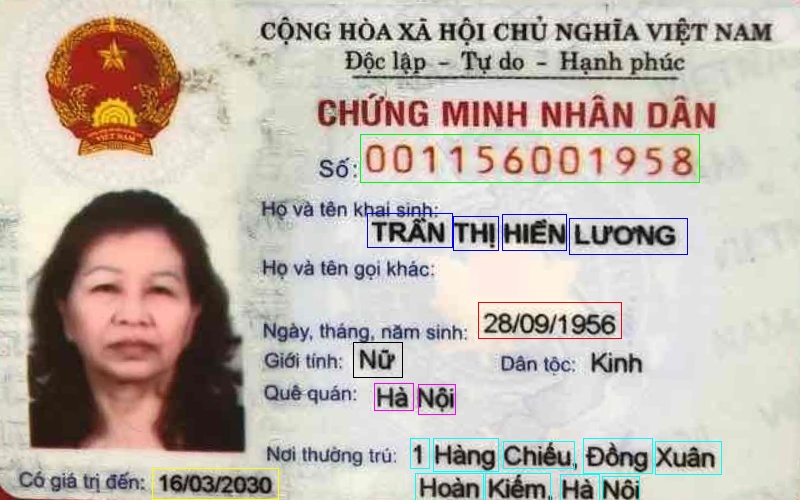 CỘNG HÒA XÃ HỘI CHỦ NGHĨA VIỆT NAM
Độc lập - Tự do - Hạnh phúc
CHỨNG MINH NHÂN DÂN
Số: 001156001958
Họ và tên khai sinh:
TRẦN THỊ HIỀN LƯƠNG
Họ và tên gọi khác:
Ngày, tháng, năm sinh: 28/09/1956
Giới tính: Nữ Dân tộc: Kinh
Quê quán: Hà Nội
Nơi thường trú: 1 Hàng Chiếu, Đồng Xuân
Có giá trị đến: 16/03/2030 Hoàn Kiếm, Hà Nội